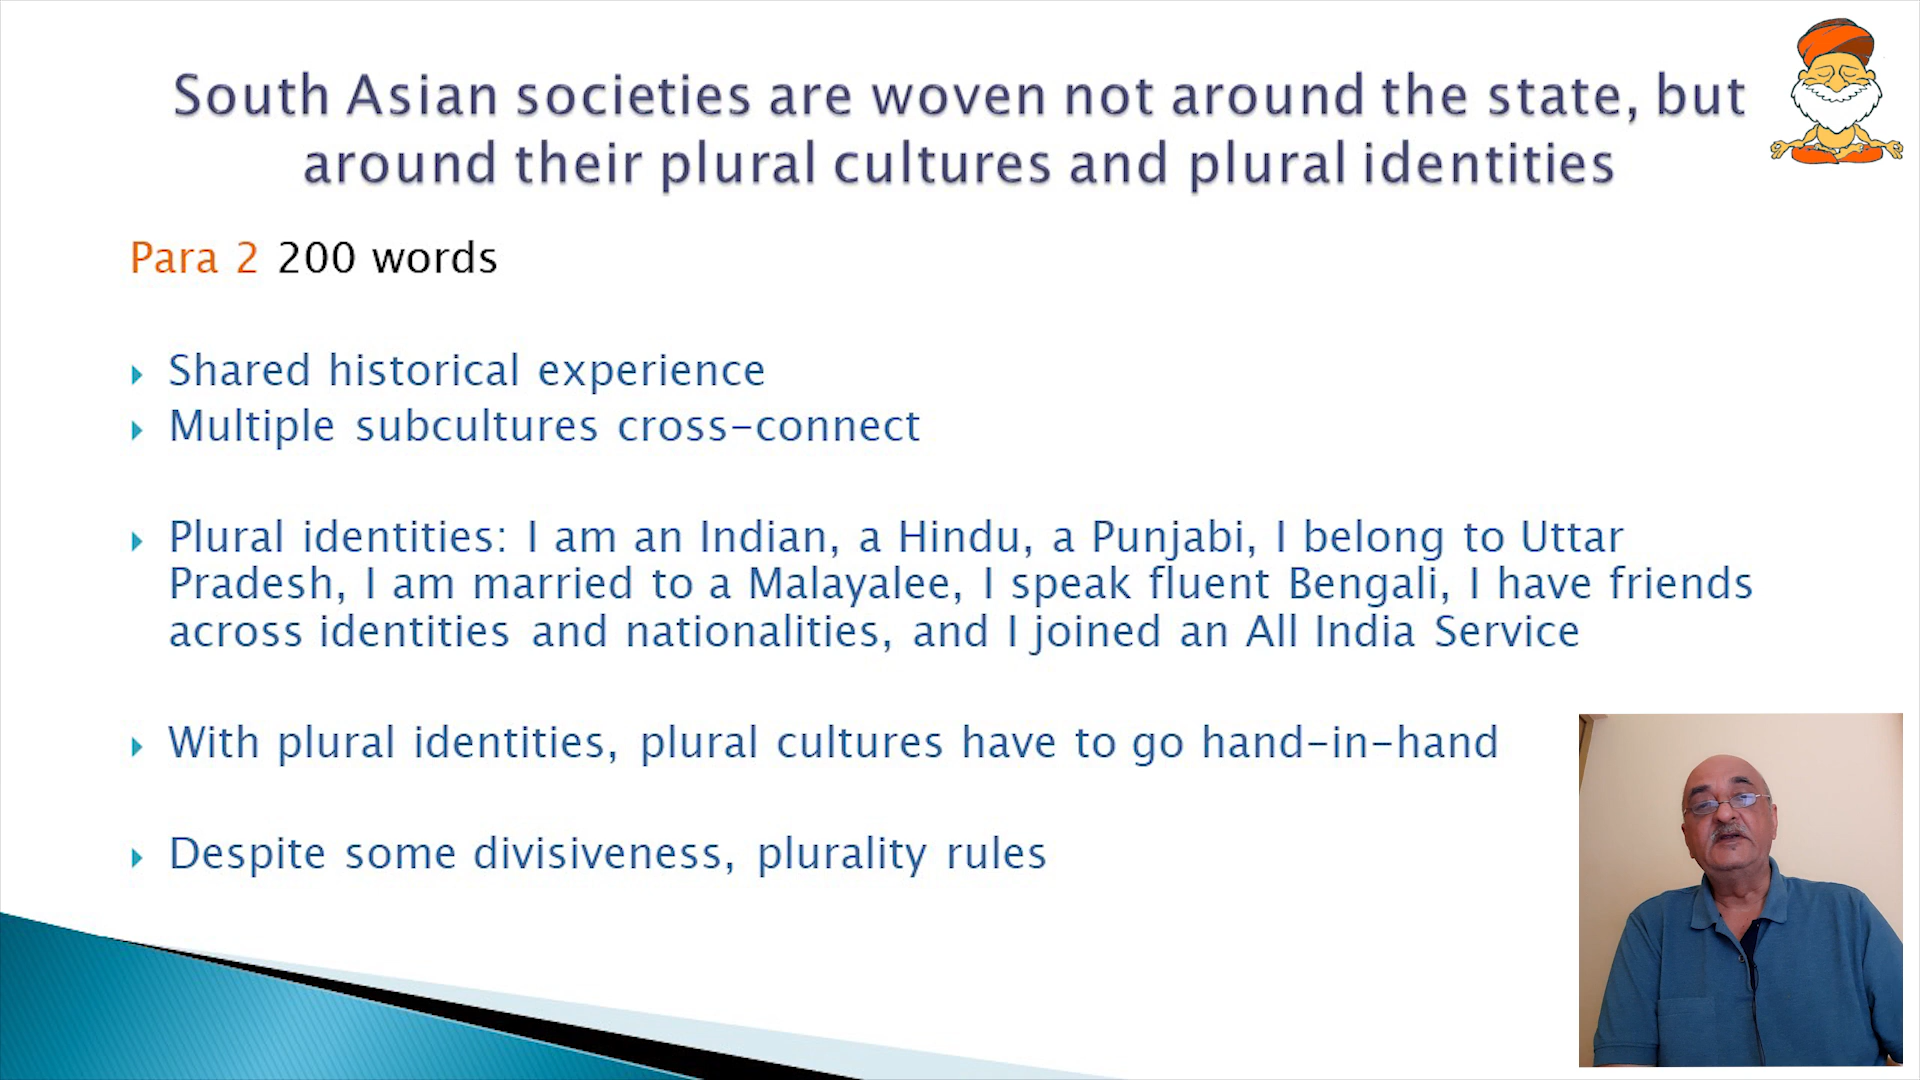 South Asian societies are woven not around the state, but
around their plural cultures and plural identities
Para 2 200 words
Shared historical experience
Multiple subcultures cross-connect
Plural identities: I am an Indian, a Hindu, a Punjabi, I belong to Uttar
Pradesh, I am married to a Malayalee, I speak fluent Bengali, I have friends
across identities and nationalities, and I joined an All India Service
With plural identities, plural cultures have to go hand-in-hand
Despite some divisiveness, plurality rules